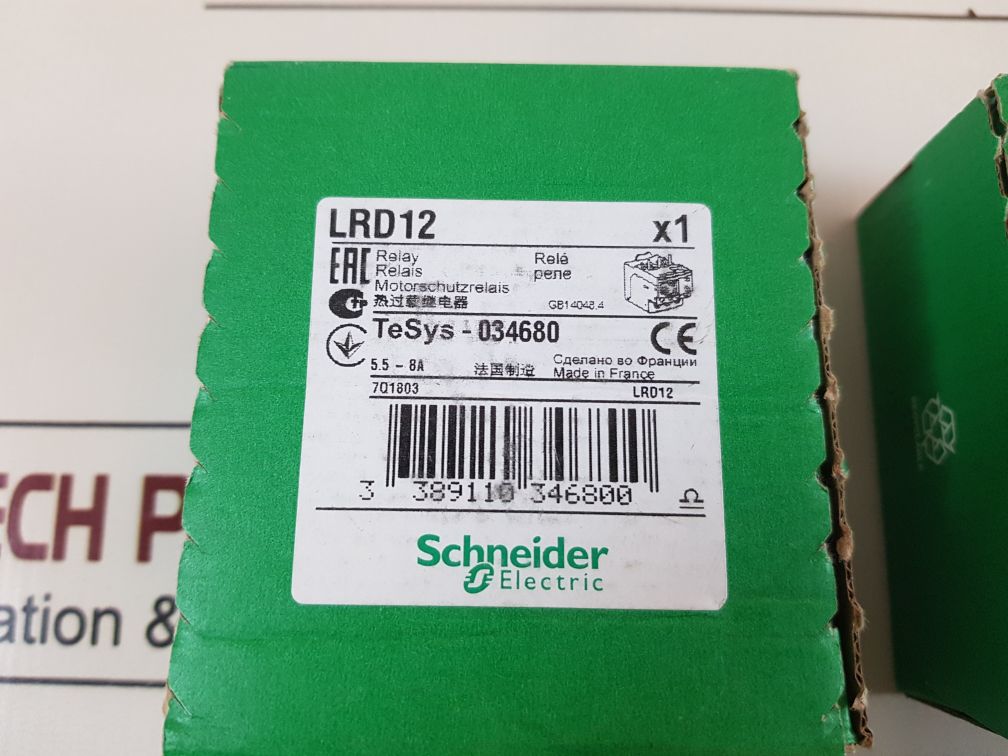 LRD12 x1
EAC Relay Relé
Relais реле
Motorschutzrelais
热过载继电器 GB14048.4
TeSys - 034680 CE
5.5 - 8A 法国制造 Сделано во Франции
Made in France
701803 LRD12
3 389110 346800
Schneider
Electric
ECH P
ation &